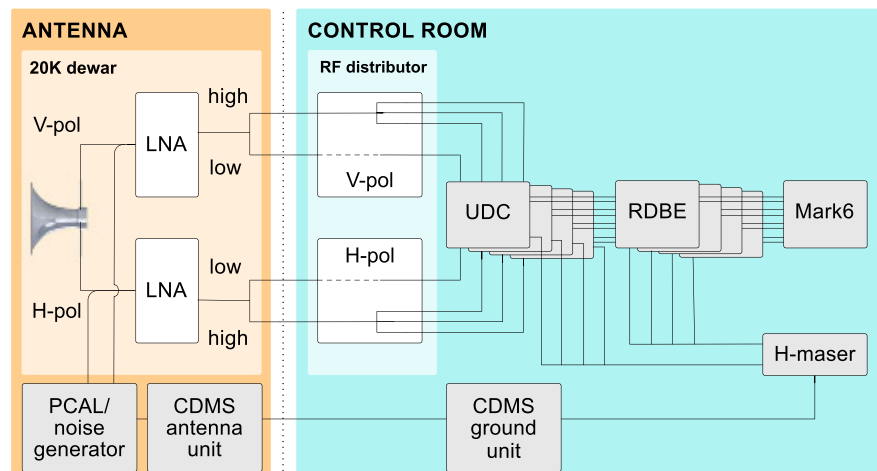 ANTENNA
CONTROL ROOM
20K dewar
RF distributor
high
V-pol
LNA
low
V-pol
UDC
RDBE
Mark6
H-pol
low
LNA
H-pol
high
H-maser
PCAL/
noise
generator
CDMS
antenna
unit
CDMS
ground
unit